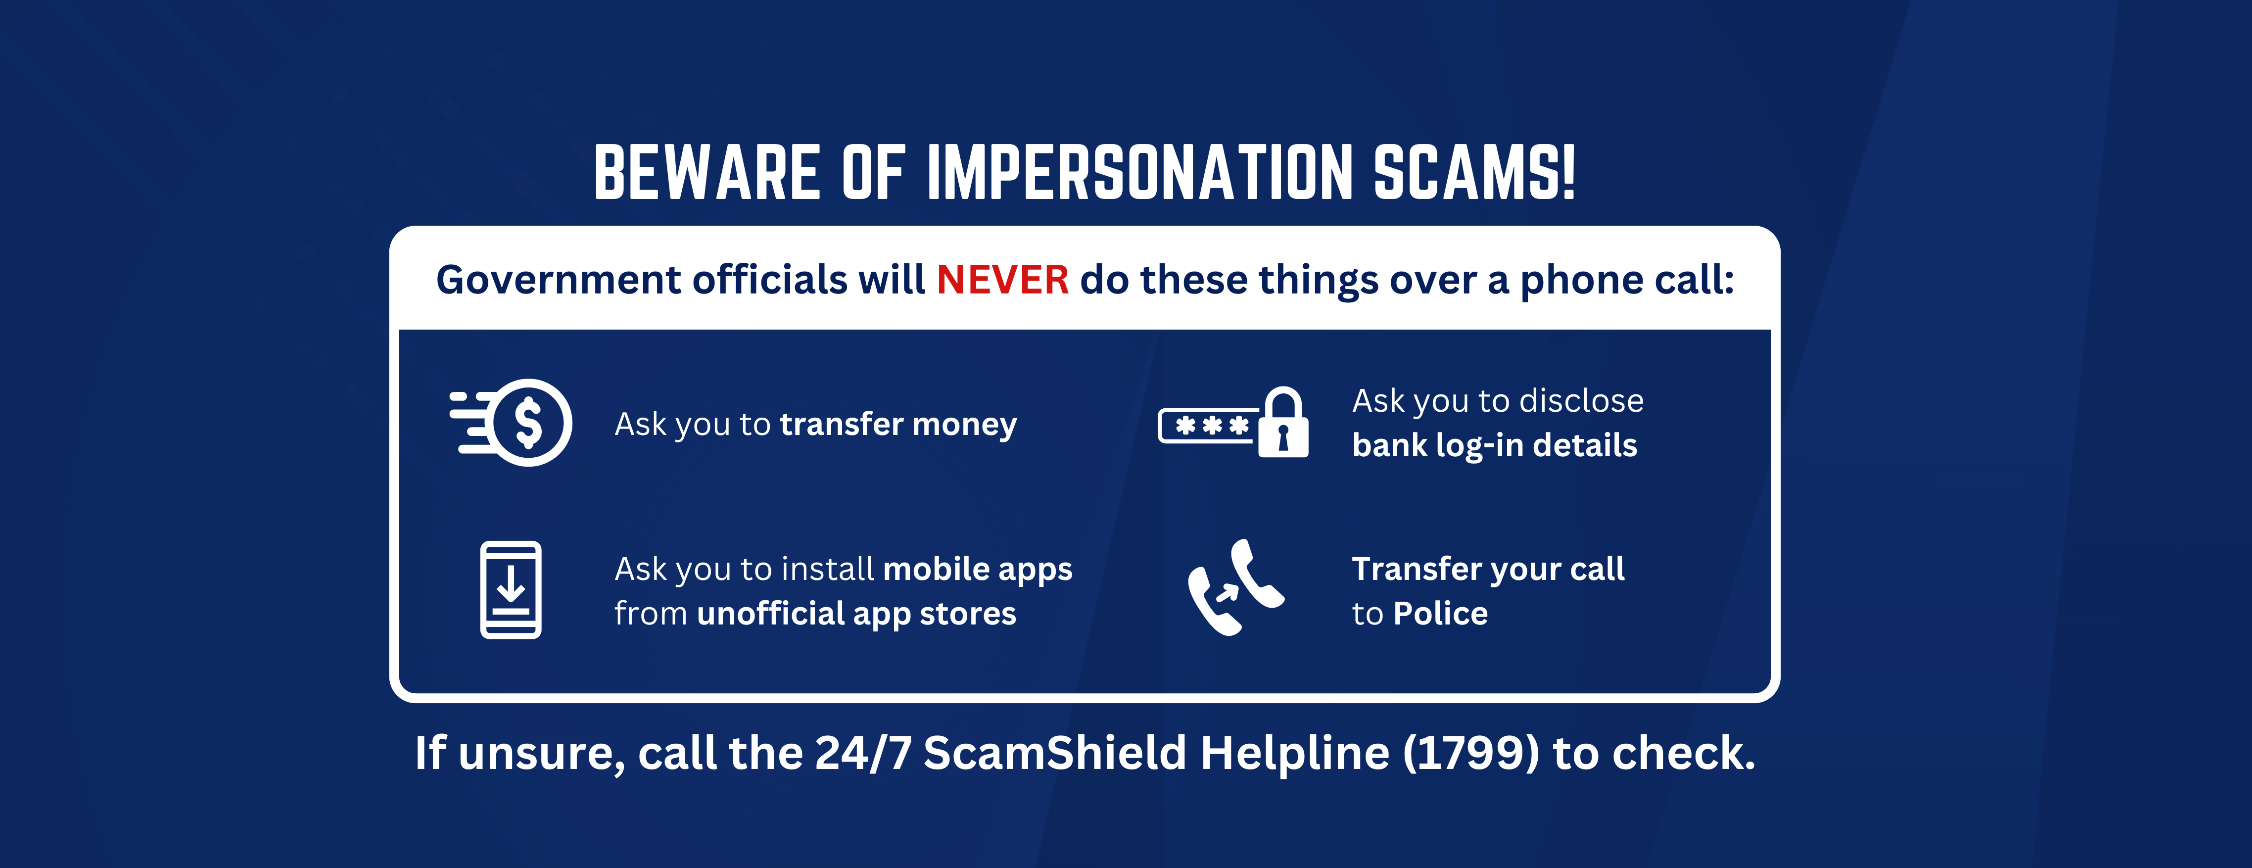 BEWARE OF IMPERSONATION SCAMS!
Government officials will NEVER do these things over a phone call:
$
Ask you to transfer money
***
Ask you to disclose
bank log-in details
Ask you to install mobile apps
from unofficial app stores
Transfer your call
to Police
If unsure, call the 24/7 ScamShield Helpline (1799) to check.